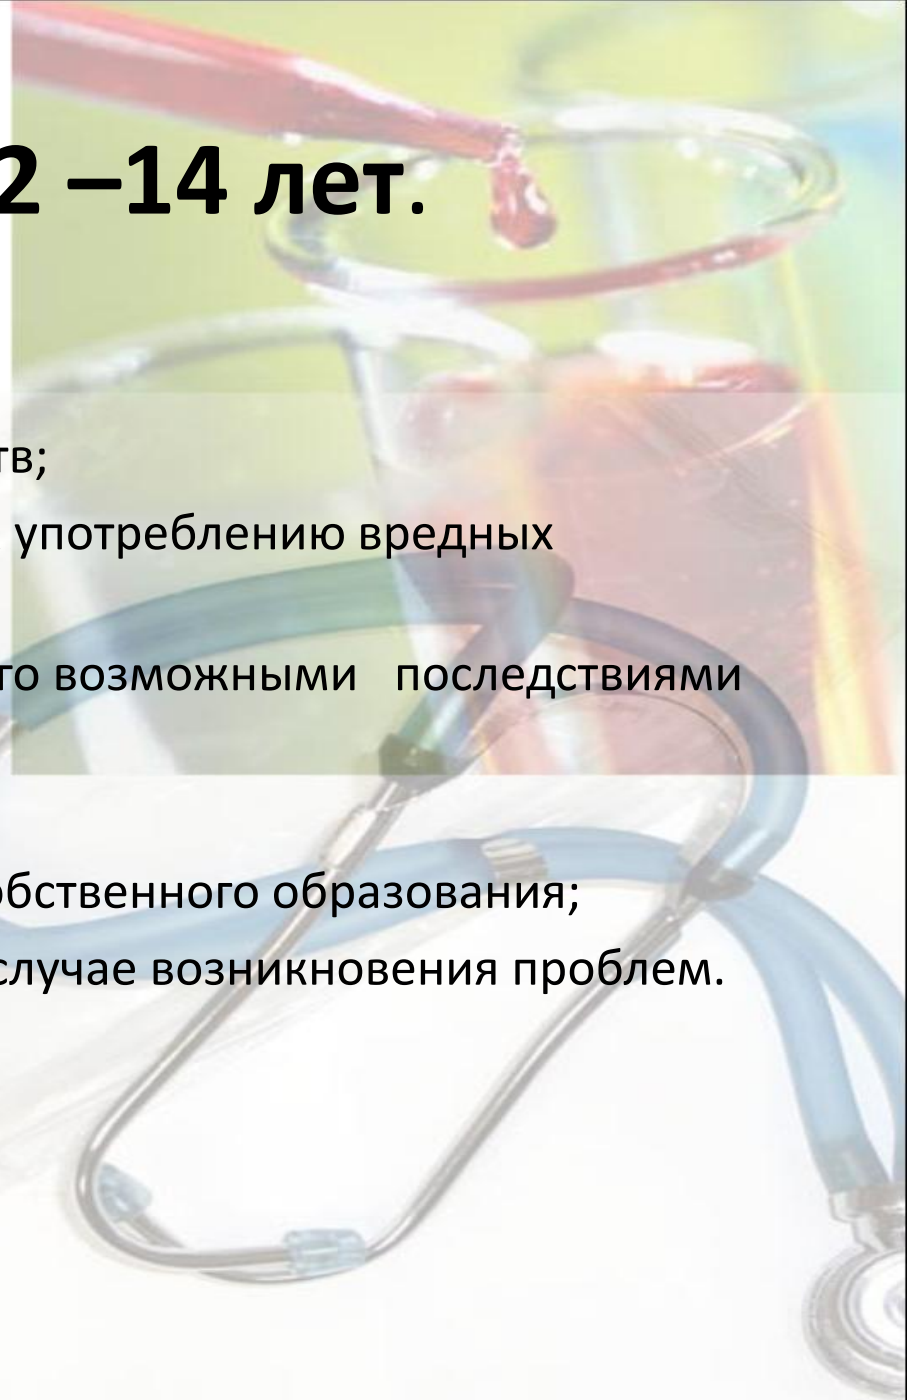 2 –14 лет.
тв;
употреблению вредных
го возможными последствиями
обственного образования;
случае возникновения проблем.